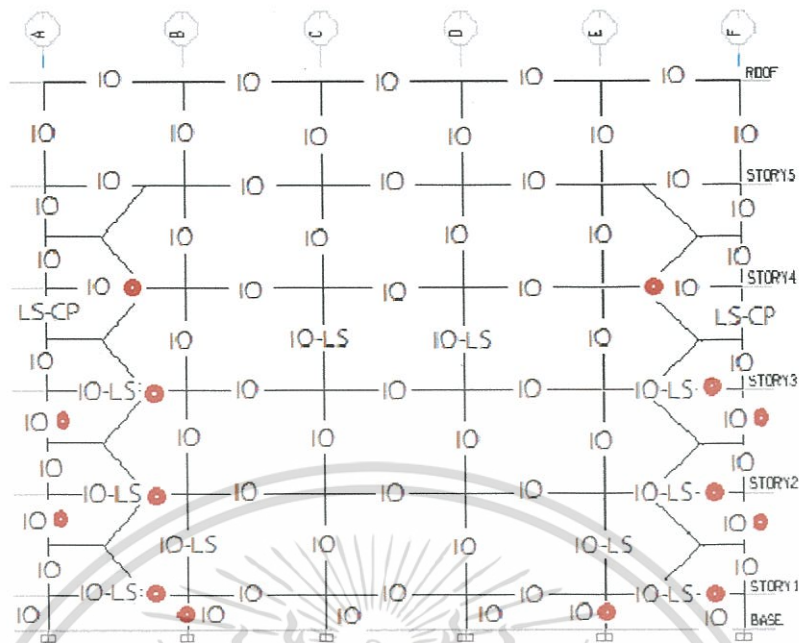 A B C D E F
IO IO IO IO IO ROOF
IO IO IO IO IO IO
IO IO IO IO IO STORY5
IO IO
IO IO IO IO
IO IO
IO IO IO IO IO STORY4
LS-CP LS-CP
IO IO-LS IO-LS IO
IO IO
IO-LS IO IO IO IO-LS STORY3
IO IO
IO IO IO IO
IO IO
IO-LS IO IO IO IO-LS STORY2
IO IO
IO-LS IO IO IO-LS
IO IO
IO-LS IO IO IO IO-LS STORY1
IO IO IO IO IO IO BASE